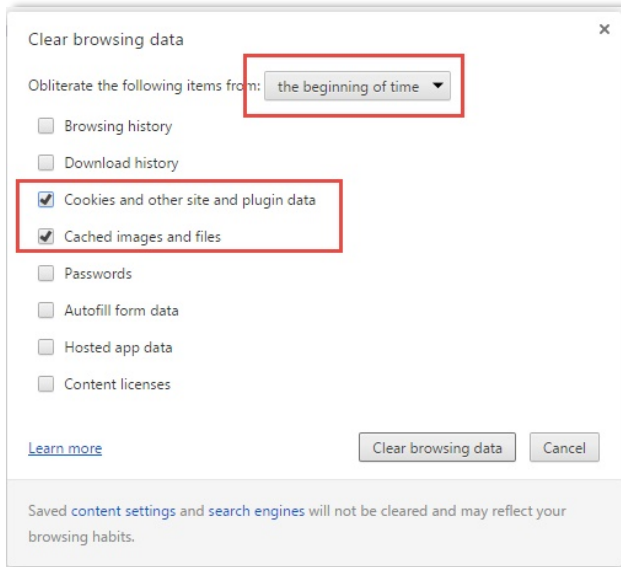 Clear browsing data
Obliterate the following items from: the beginning of time
Browsing history
Download history
Cookies and other site and plugin data
Cached images and files
Passwords
Autofill form data
Hosted app data
Content licenses
Learn more Clear browsing data Cancel
Saved content settings and search engines will not be cleared and may reflect your
browsing habits.